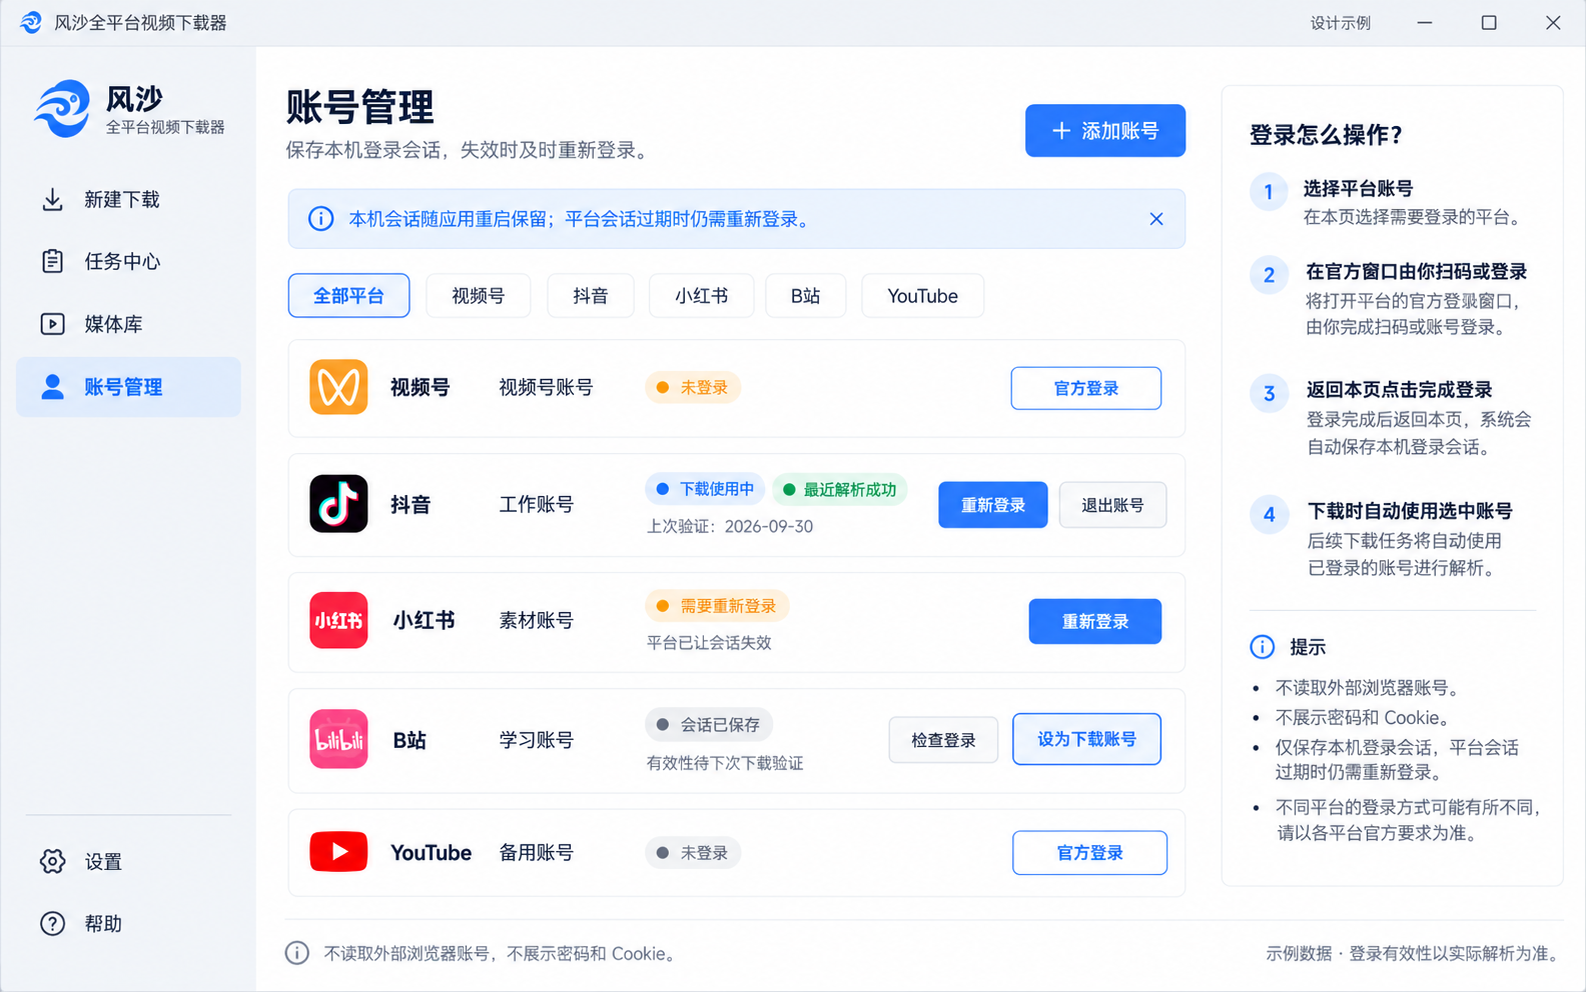 风沙全平台视频下载器
设计示例
风沙
全平台视频下载器
新建下载
任务中心
媒体库
账号管理
设置
帮助
账号管理
保存本机登录会话，失效时及时重新登录。
添加账号
本机会话随应用重启保留；平台会话过期时仍需重新登录。
全部平台
视频号
抖音
小红书
B站
YouTube
视频号
视频号账号
未登录
官方登录
抖音
工作账号
下载使用中
最近解析成功
上次验证：2026-09-30
重新登录
退出账号
小红书
小红书
素材账号
需要重新登录
平台已让会话失效
重新登录
bilibili
B站
学习账号
会话已保存
有效性待下次下载验证
检查登录
设为下载账号
YouTube
备用账号
未登录
官方登录
登录怎么操作？
1
选择平台账号
在本页选择需要登录的平台。
2
在官方窗口由你扫码或登录
将打开平台的官方登录窗口，
由你完成扫码或账号登录。
3
返回本页点击完成登录
登录完成后返回本页，系统会
自动保存本机登录会话。
4
下载时自动使用选中账号
后续下载任务将自动使用
已登录的账号进行解析。
提示
• 不读取外部浏览器账号。
• 不展示密码和 Cookie。
• 仅保存本机登录会话，平台会话
过期时仍需重新登录。
• 不同平台的登录方式可能有所不同，
请以各平台官方要求为准。
不读取外部浏览器账号，不展示密码和 Cookie。
示例数据 · 登录有效性以实际解析为准。